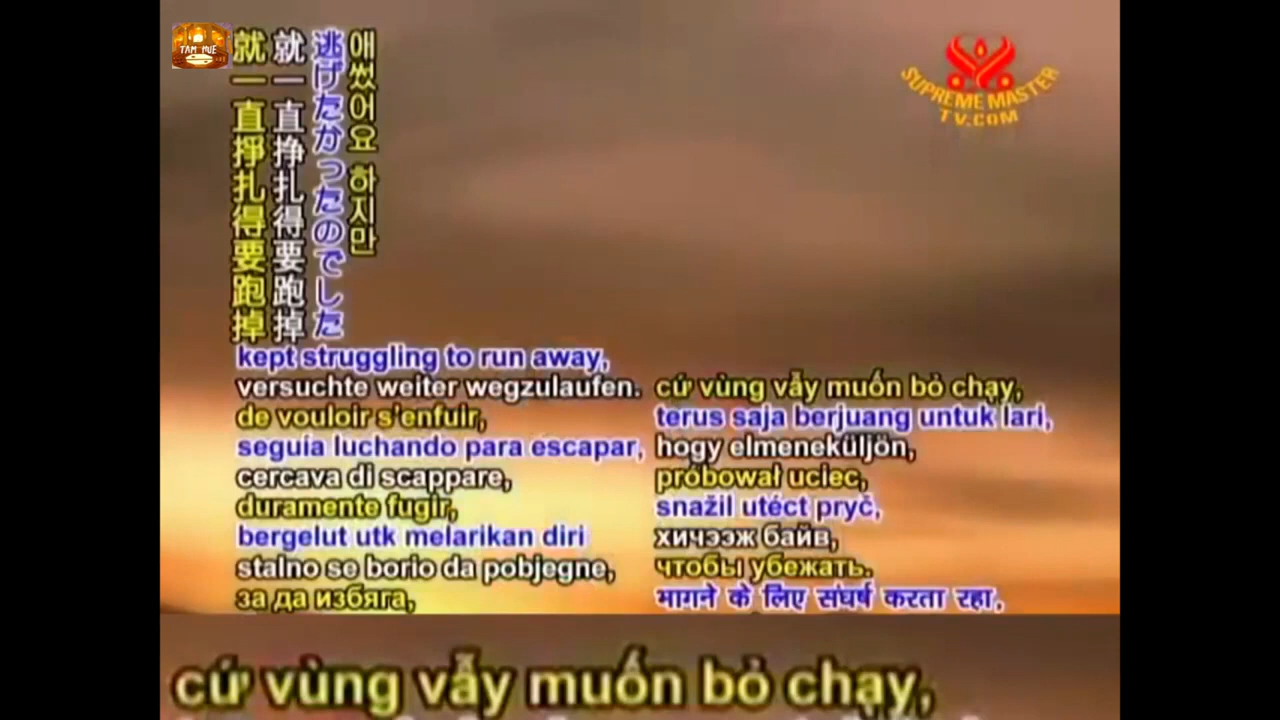 TAM HUE
SUPREME MASTER
TV.COM
애썼어요 하지만
逃げたかったのでした
就一直挣扎得要跑掉
就一直掙扎得要跑掉
kept struggling to run away,
versuchte weiter wegzulaufen.
de vouloir s'enfuir,
seguia luchando para escapar,
cercava di scappare,
duramente fugir,
bergelut utk melarikan diri
stalno se borio da pobjegne,
за да избяга,
cứ vùng vẫy muốn bỏ chạy,
terus saja berjuang untuk lari,
hogy elmeneküljön,
próbował uciec,
snažil utéct pryč,
хичээж байв,
чтобы убежать.
भागने के लिए संघर्ष करता रहा.
cứ vùng vẫy muốn bỏ chạy,